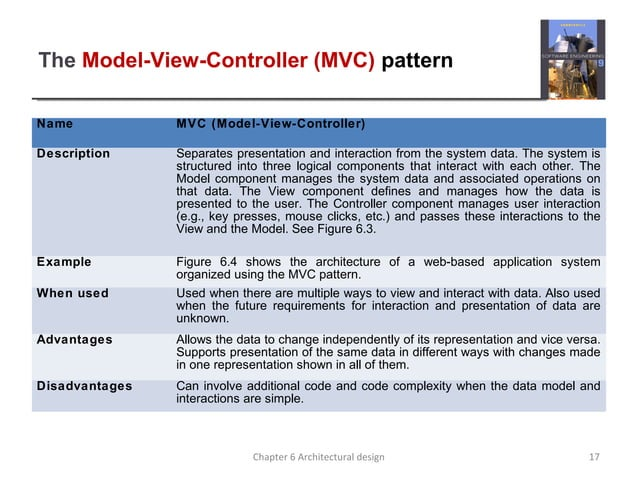 The Model-View-Controller (MVC) pattern
SOFTWARE ENGINEERING
9
Name MVC (Model-View-Controller)
Description Separates presentation and interaction from the system data. The system is
structured into three logical components that interact with each other. The
Model component manages the system data and associated operations on
that data. The View component defines and manages how the data is
presented to the user. The Controller component manages user interaction
(e.g., key presses, mouse clicks, etc.) and passes these interactions to the
View and the Model. See Figure 6.3.
Example Figure 6.4 shows the architecture of a web-based application system
organized using the MVC pattern.
When used Used when there are multiple ways to view and interact with data. Also used
when the future requirements for interaction and presentation of data are
unknown.
Advantages Allows the data to change independently of its representation and vice versa.
Supports presentation of the same data in different ways with changes made
in one representation shown in all of them.
Disadvantages Can involve additional code and code complexity when the data model and
interactions are simple.
Chapter 6 Architectural design 17